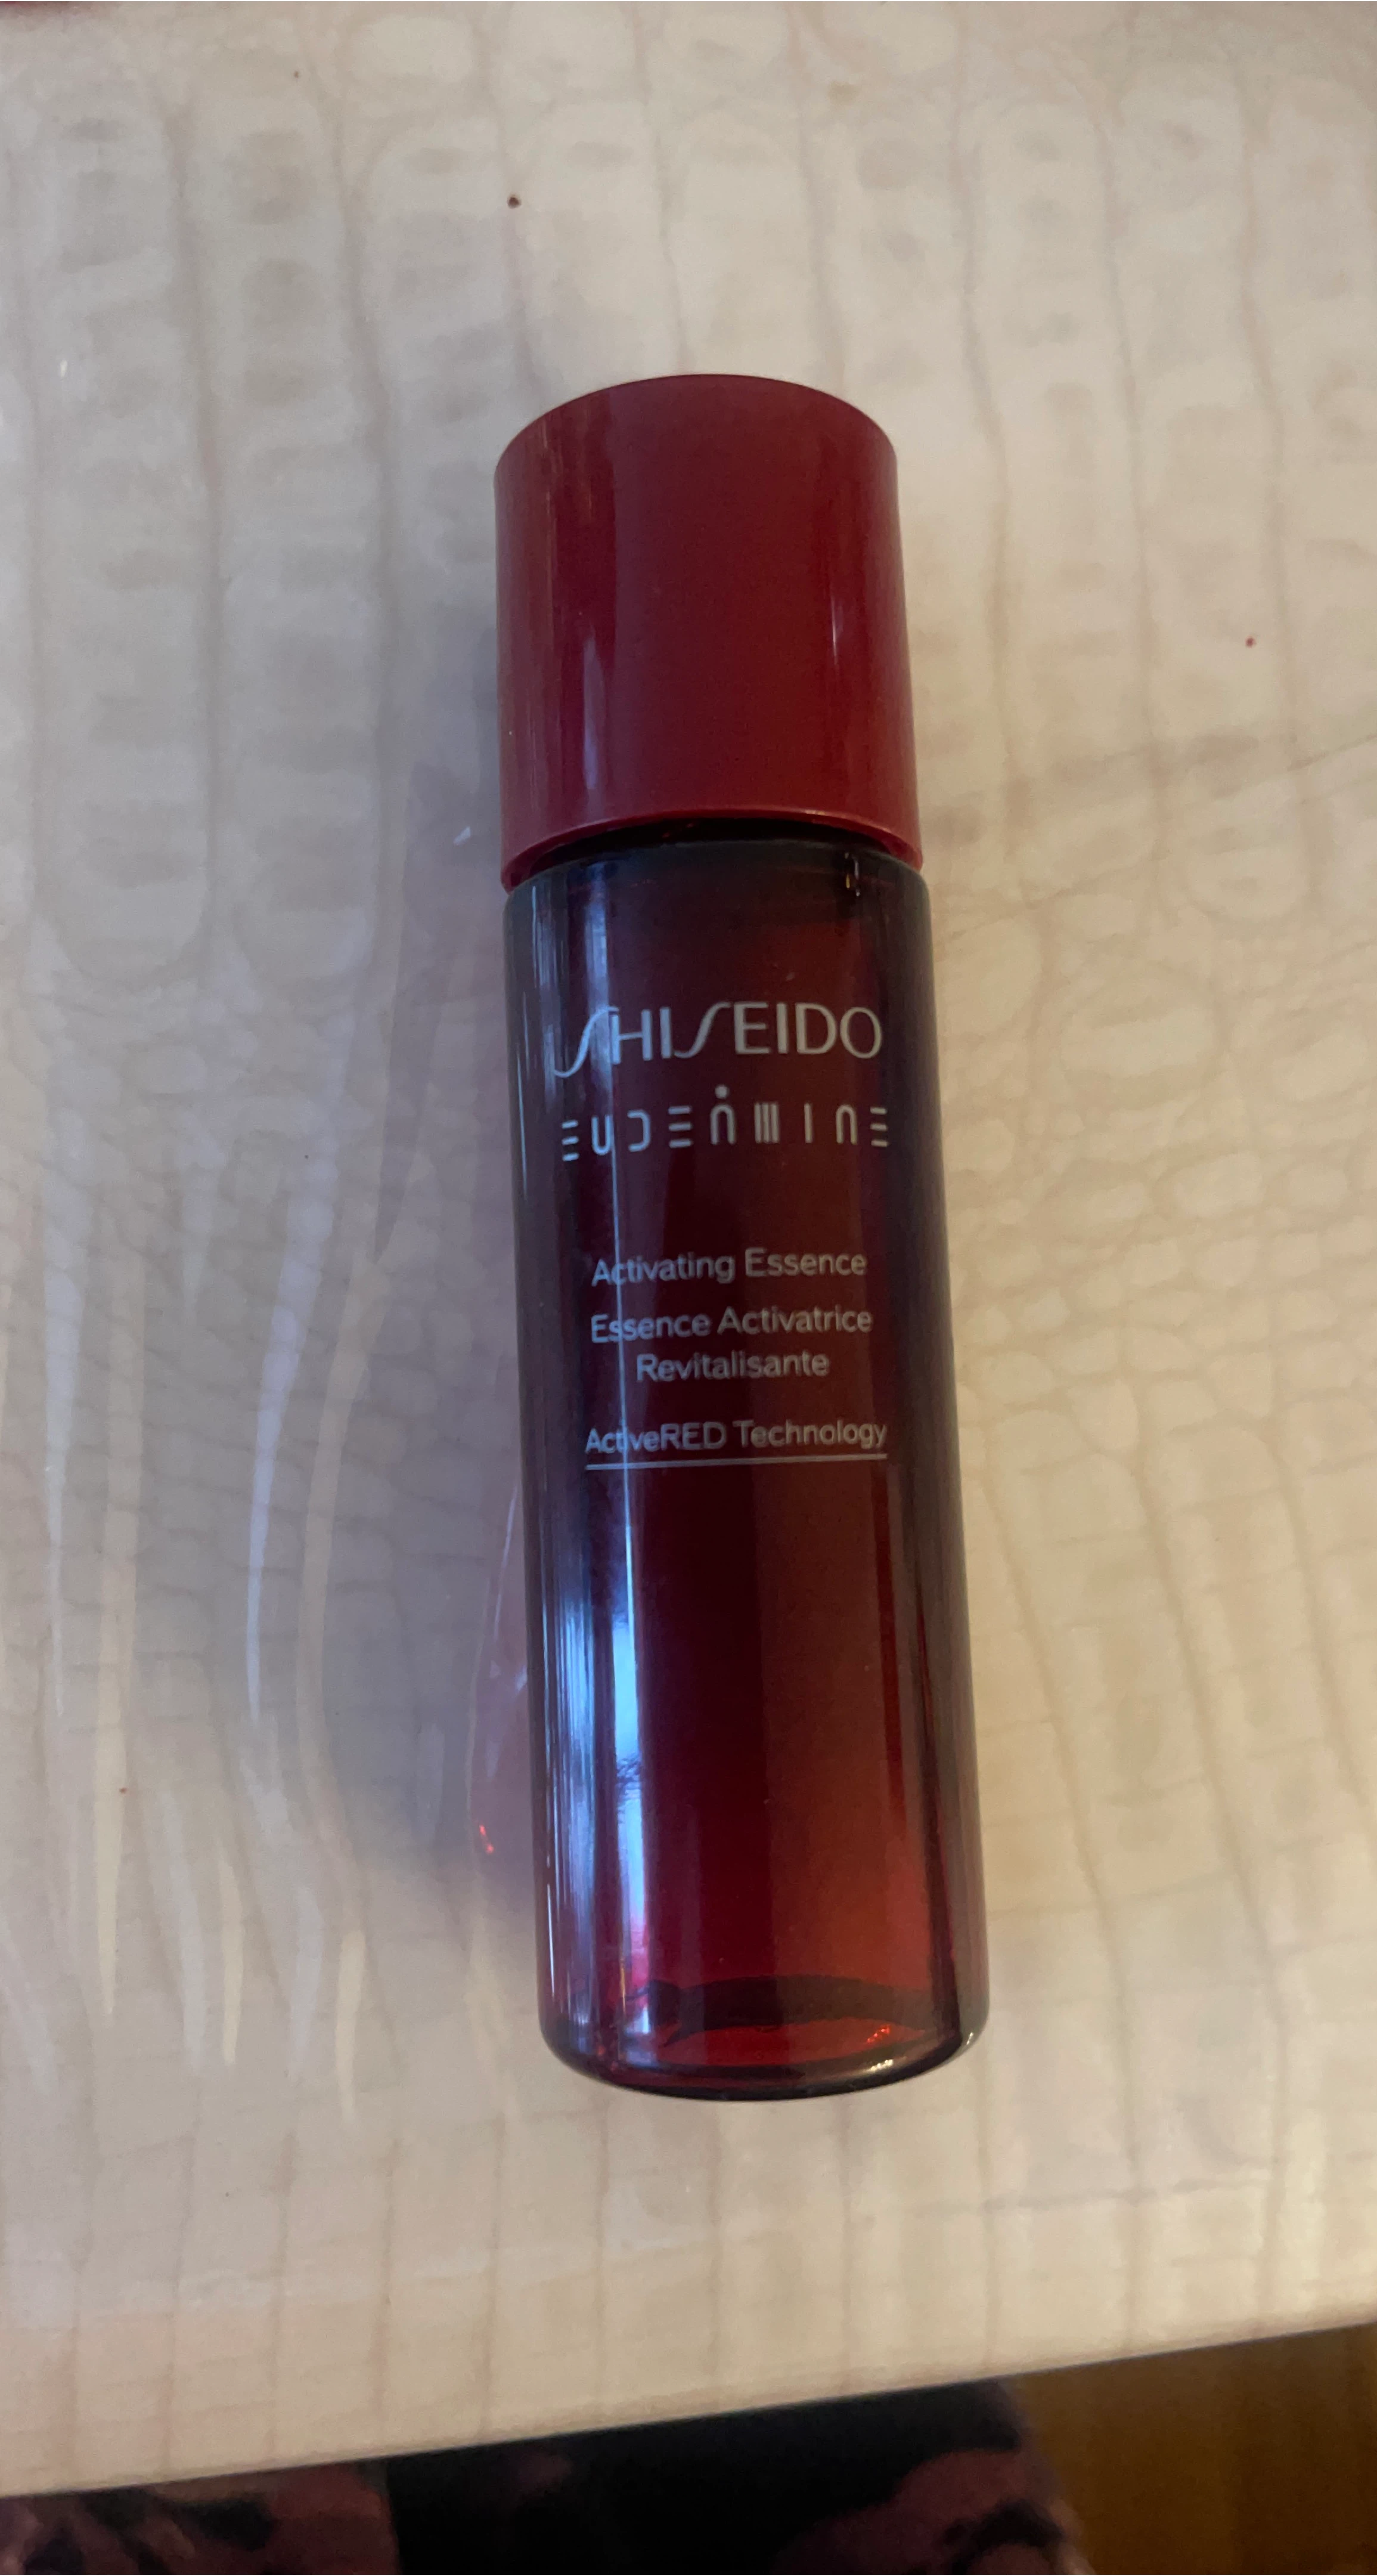 SHISEIDO
EUDERMINE
Activating Essence
Essence Activatrice
Revitalisante
ActiveRED Technology